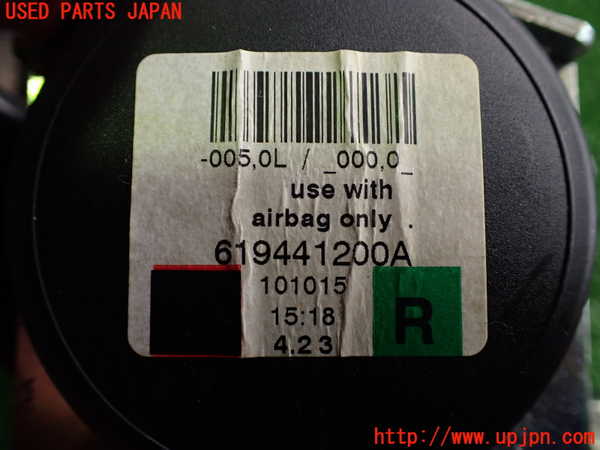 USED PARTS JAPAN
-005,0L / _000,0_
use with
airbag only .
619441200A
101015
15:18
4.23
R
http://www.upjpn.com